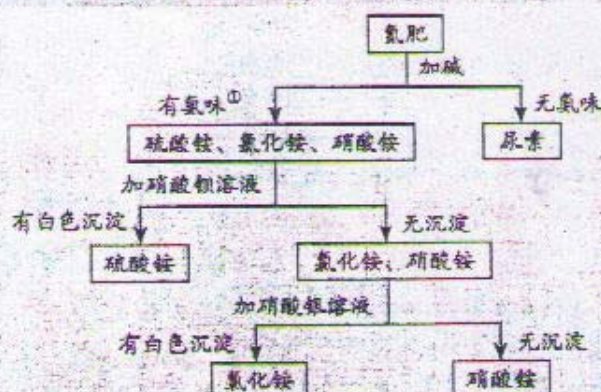 氮肥
加碱
有氨味①
无氨味
硫酸铵、氯化铵、硝酸铵
尿素
加硝酸钡溶液
有白色沉淀
无沉淀
硫酸铵
氯化铵、硝酸铵
加硝酸银溶液
有白色沉淀
无沉淀
氯化铵
硝酸铵